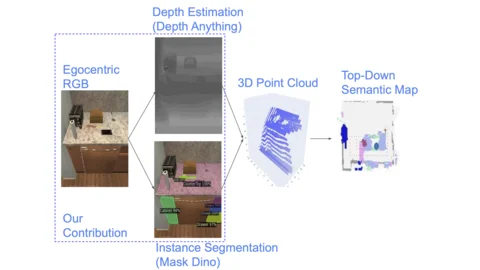 Depth Estimation
(Depth Anything)
Egocentric
RGB
3D Point Cloud
Top-Down
Semantic Map
Our
Contribution
Instance Segmentation
(Mask Dino)